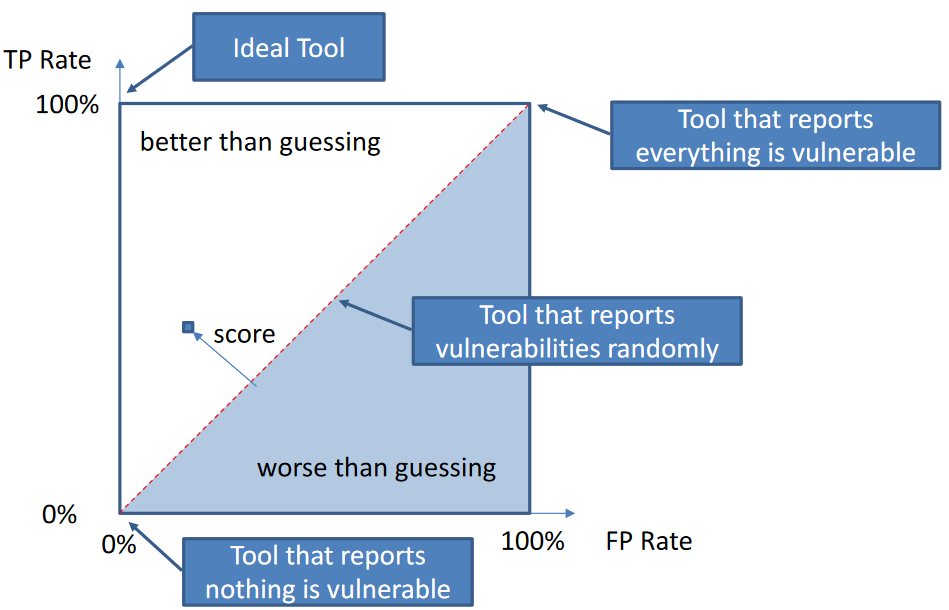 Ideal Tool
TP Rate
100%
Tool that reports
everything is vulnerable
better than guessing
Tool that reports
vulnerabilities randomly
score
worse than guessing
0%
0%
100%
FP Rate
Tool that reports
nothing is vulnerable